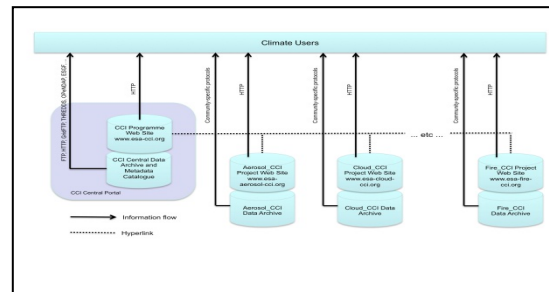 Climate Users
FTP, HTTP, GridFTP, THREDDS, OPeNDAP, ESGF, ...
HTTP
Community-specific protocols
HTTP
Community-specific protocols
HTTP
Community-specific protocols
HTTP
CCI Programme
Web Site
www.esa-cci.org
CCI Central Data
Archive and
Metadata
Catalogue
CCI Central Portal
... etc ...
Aerosol_CCI
Project Web Site
www.esa-
aerosol-cci.org
Aerosol_CCI
Data Archive
Cloud_CCI
Project Web Site
www.esa-cloud-
cci.org
Cloud_CCI Data
Archive
Fire_CCI Project
Web Site
www.esa-fire-
cci.org
Fire_CCI
Data Archive
Information flow
Hyperlink